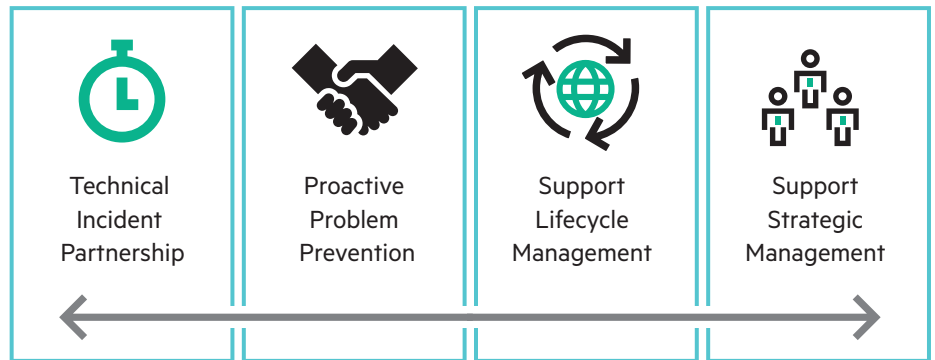 Technical
Incident
Partnership
Proactive
Problem
Prevention
Support
Lifecycle
Management
Support
Strategic
Management